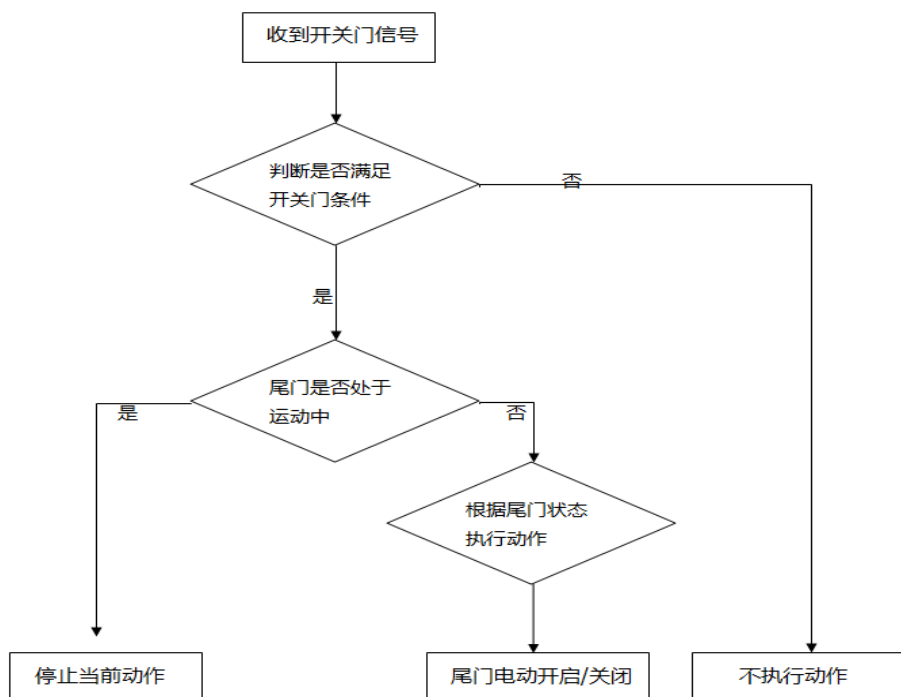 收到开关门信号
判断是否满足
开关门条件
否
是
尾门是否处于
运动中
是
否
根据尾门状态
执行动作
停止当前动作
尾门电动开启/关闭
不执行动作